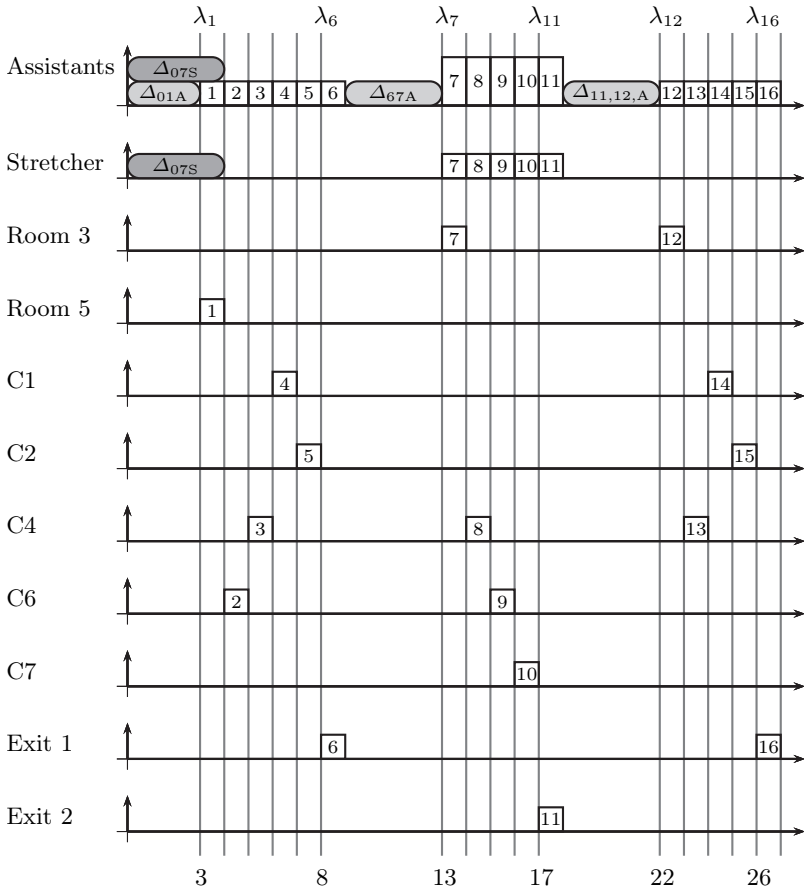 λ₁ λ₆ λ₇ λ₁₁ λ₁₂ λ₁₆
Δ₀₇S
Assistants Δ₀₁A 1 2 3 4 5 6 Δ₆₇A 7 8 9 10 11 Δ₁₁,₁₂,A 12 13 14 15 16
Stretcher Δ₀₇S 7 8 9 10 11
Room 3 7 12
Room 5 1
C1 4 14
C2 5 15
C4 3 8 13
C6 2 9
C7 10
Exit 1 6 16
Exit 2 11
3 8 13 17 22 26